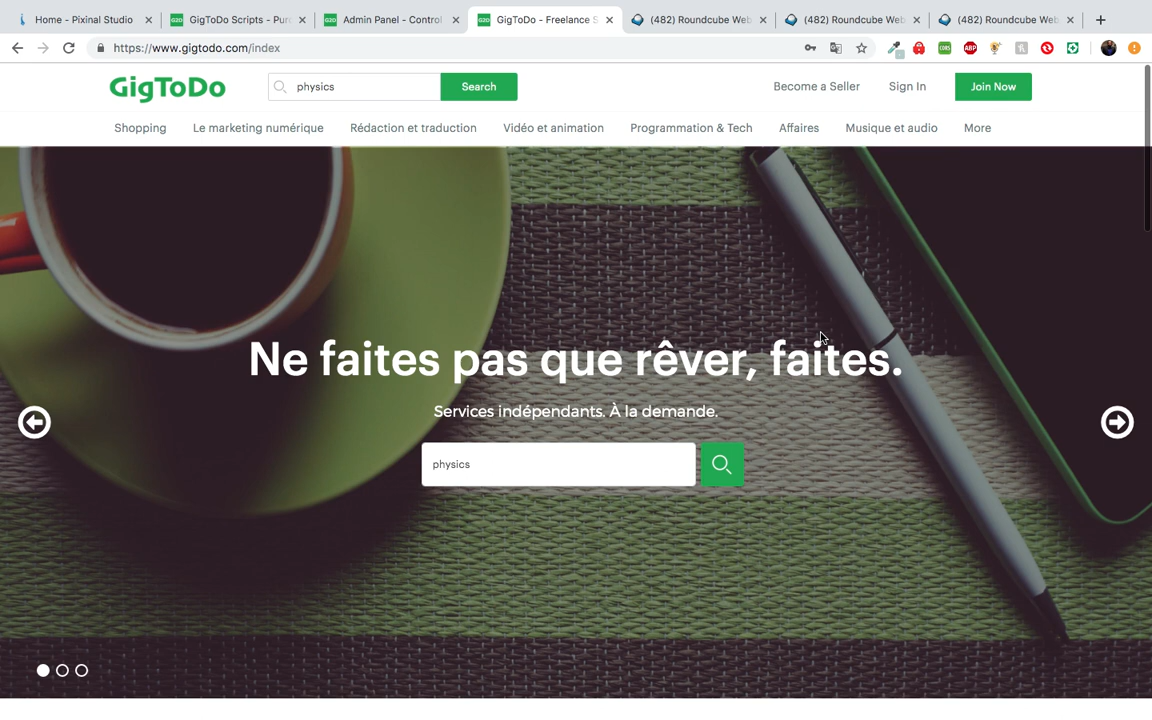 Home - Pixinal Studio
GigToDo Scripts - Pur
Admin Panel - Control
GigToDo - Freelance S
(482) Roundcube Web
(482) Roundcube Web
(482) Roundcube Web
https://www.gigtodo.com/index
GigToDo
physics
Search
Become a Seller
Sign In
Join Now
Shopping
Le marketing numérique
Rédaction et traduction
Vidéo et animation
Programmation & Tech
Affaires
Musique et audio
More
Ne faites pas que rêver, faites.
Services indépendants. À la demande.
physics